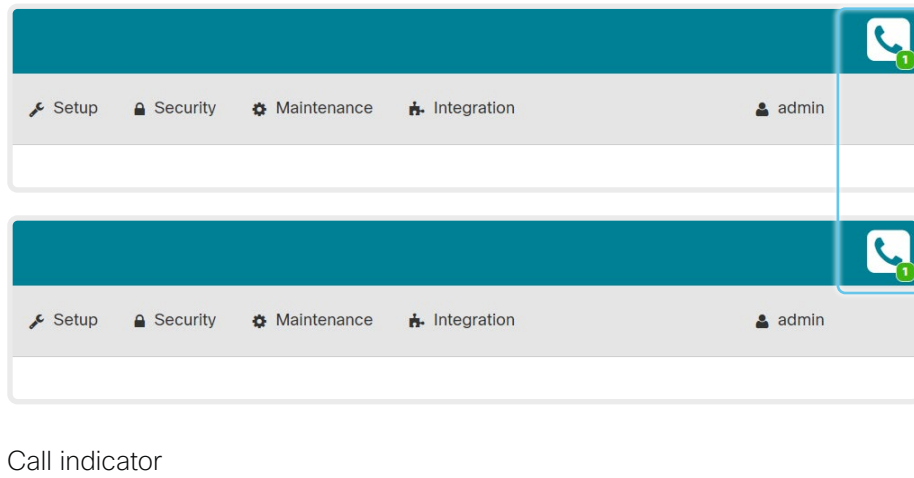 1
Setup Security Maintenance Integration admin
1
Setup Security Maintenance Integration admin
Call indicator